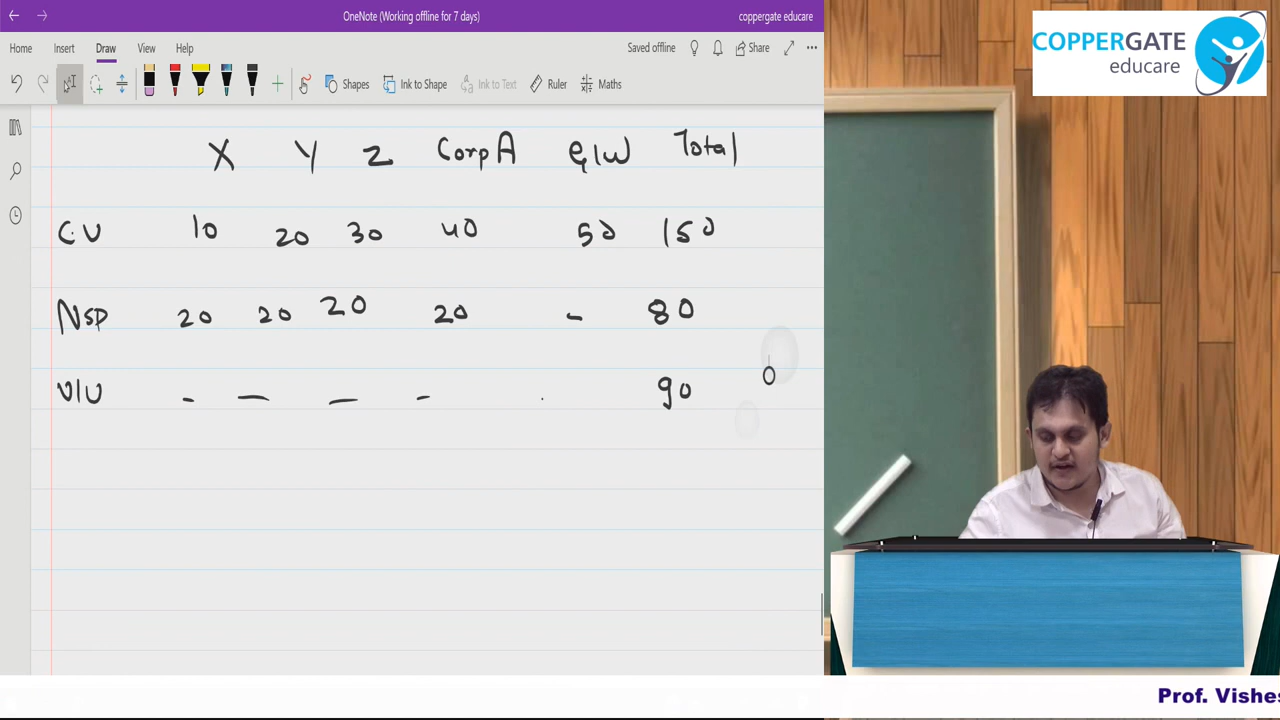 OneNote (Working offline for 7 days)
coppergate educare
Home Insert Draw View Help
Saved offline Share
Shapes Ink to Shape Ink to Text Ruler Maths
COPPERGATE
educare
X Y Z Corp A G/W Total
C.V 10 20 30 40 50 150
NSP 20 20 20 20 - 80
VIU - - - - 90
Prof. Vishes